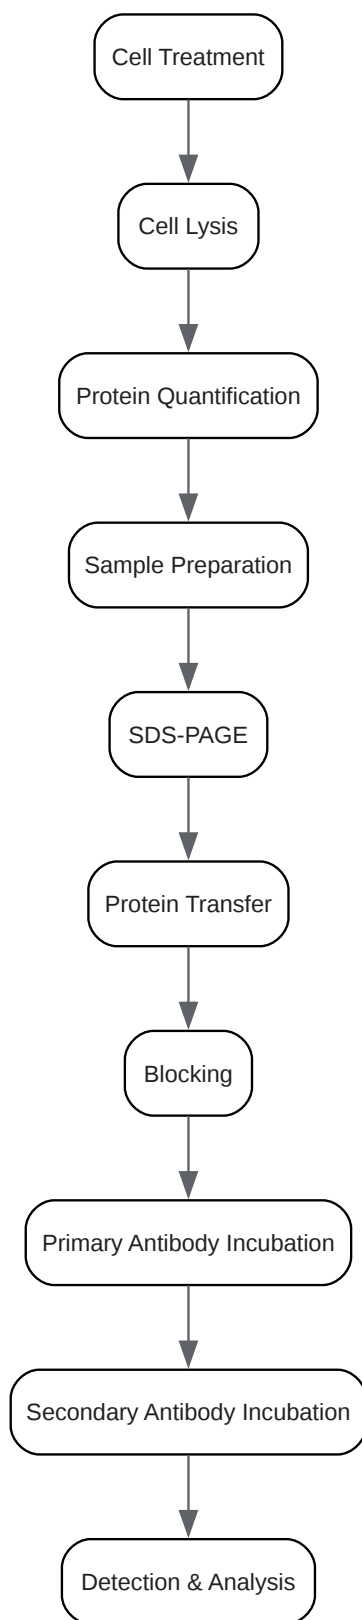 Cell Treatment
Cell Lysis
Protein Quantification
Sample Preparation
SDS-PAGE
Protein Transfer
Blocking
Primary Antibody Incubation
Secondary Antibody Incubation
Detection & Analysis